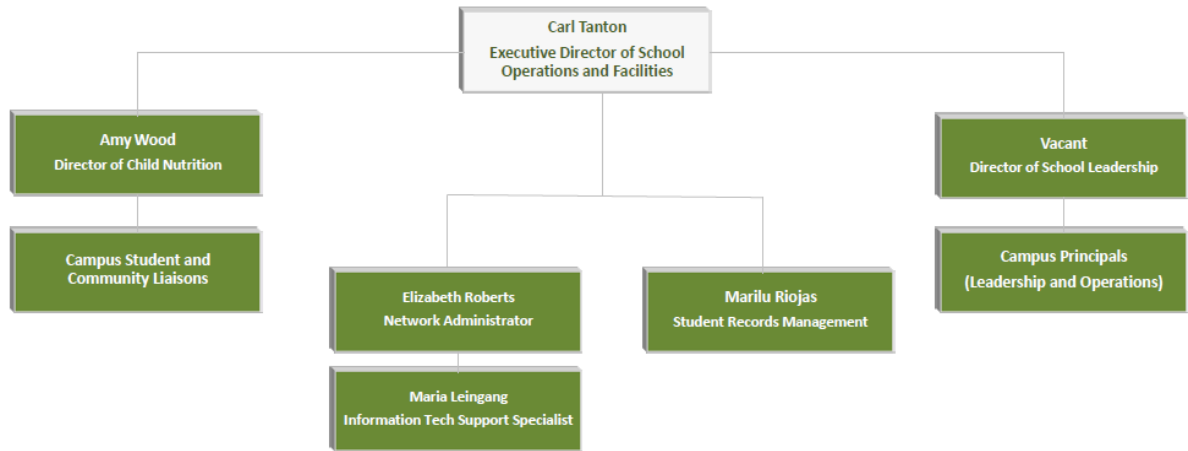 Carl Tanton
Executive Director of School
Operations and Facilities
Amy Wood
Director of Child Nutrition
Vacant
Director of School Leadership
Campus Student and
Community Liaisons
Campus Principals
(Leadership and Operations)
Elizabeth Roberts
Network Administrator
Marilu Riojas
Student Records Management
Maria Leingang
Information Tech Support Specialist